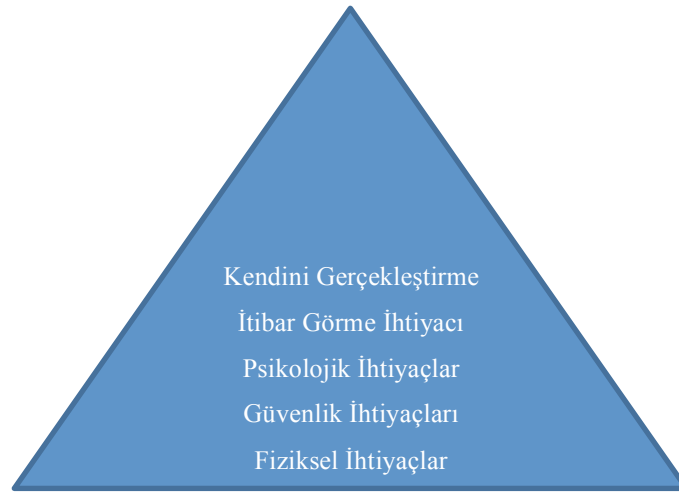 Kendini Gerçekleştirme
İtibar Görme İhtiyacı
Psikolojik İhtiyaçlar
Güvenlik İhtiyaçları
Fiziksel İhtiyaçlar